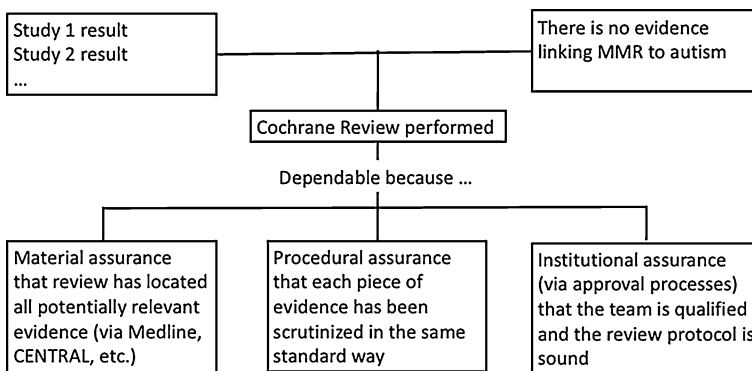 Study 1 result
Study 2 result
…
There is no evidence
linking MMR to autism
Cochrane Review performed
Dependable because …
Material assurance
that review has located
all potentially relevant
evidence (via Medline,
CENTRAL, etc.)
Procedural assurance
that each piece of
evidence has been
scrutinized in the same
standard way
Institutional assurance
(via approval processes)
that the team is qualified
and the review protocol is
sound